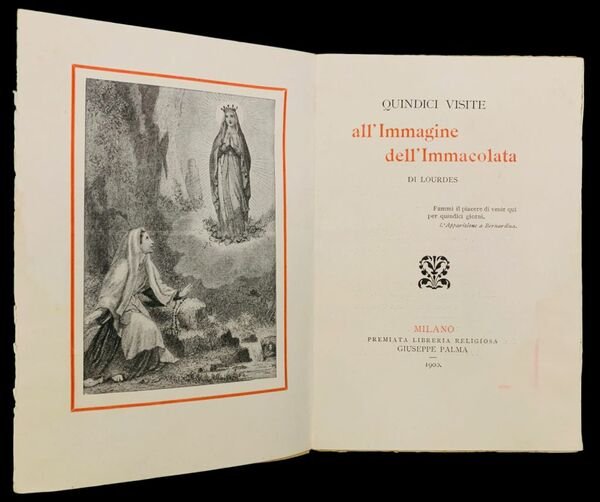 QUINDICI VISITE
all'Immagine
dell'Immacolata
DI LOURDES
Fammi il piacere di venir qui
per quindici giorni.
L'Apparizione a Bernardina.
MILANO
PREMIATA LIBRERIA RELIGIOSA
GIUSEPPE PALMA
1902.